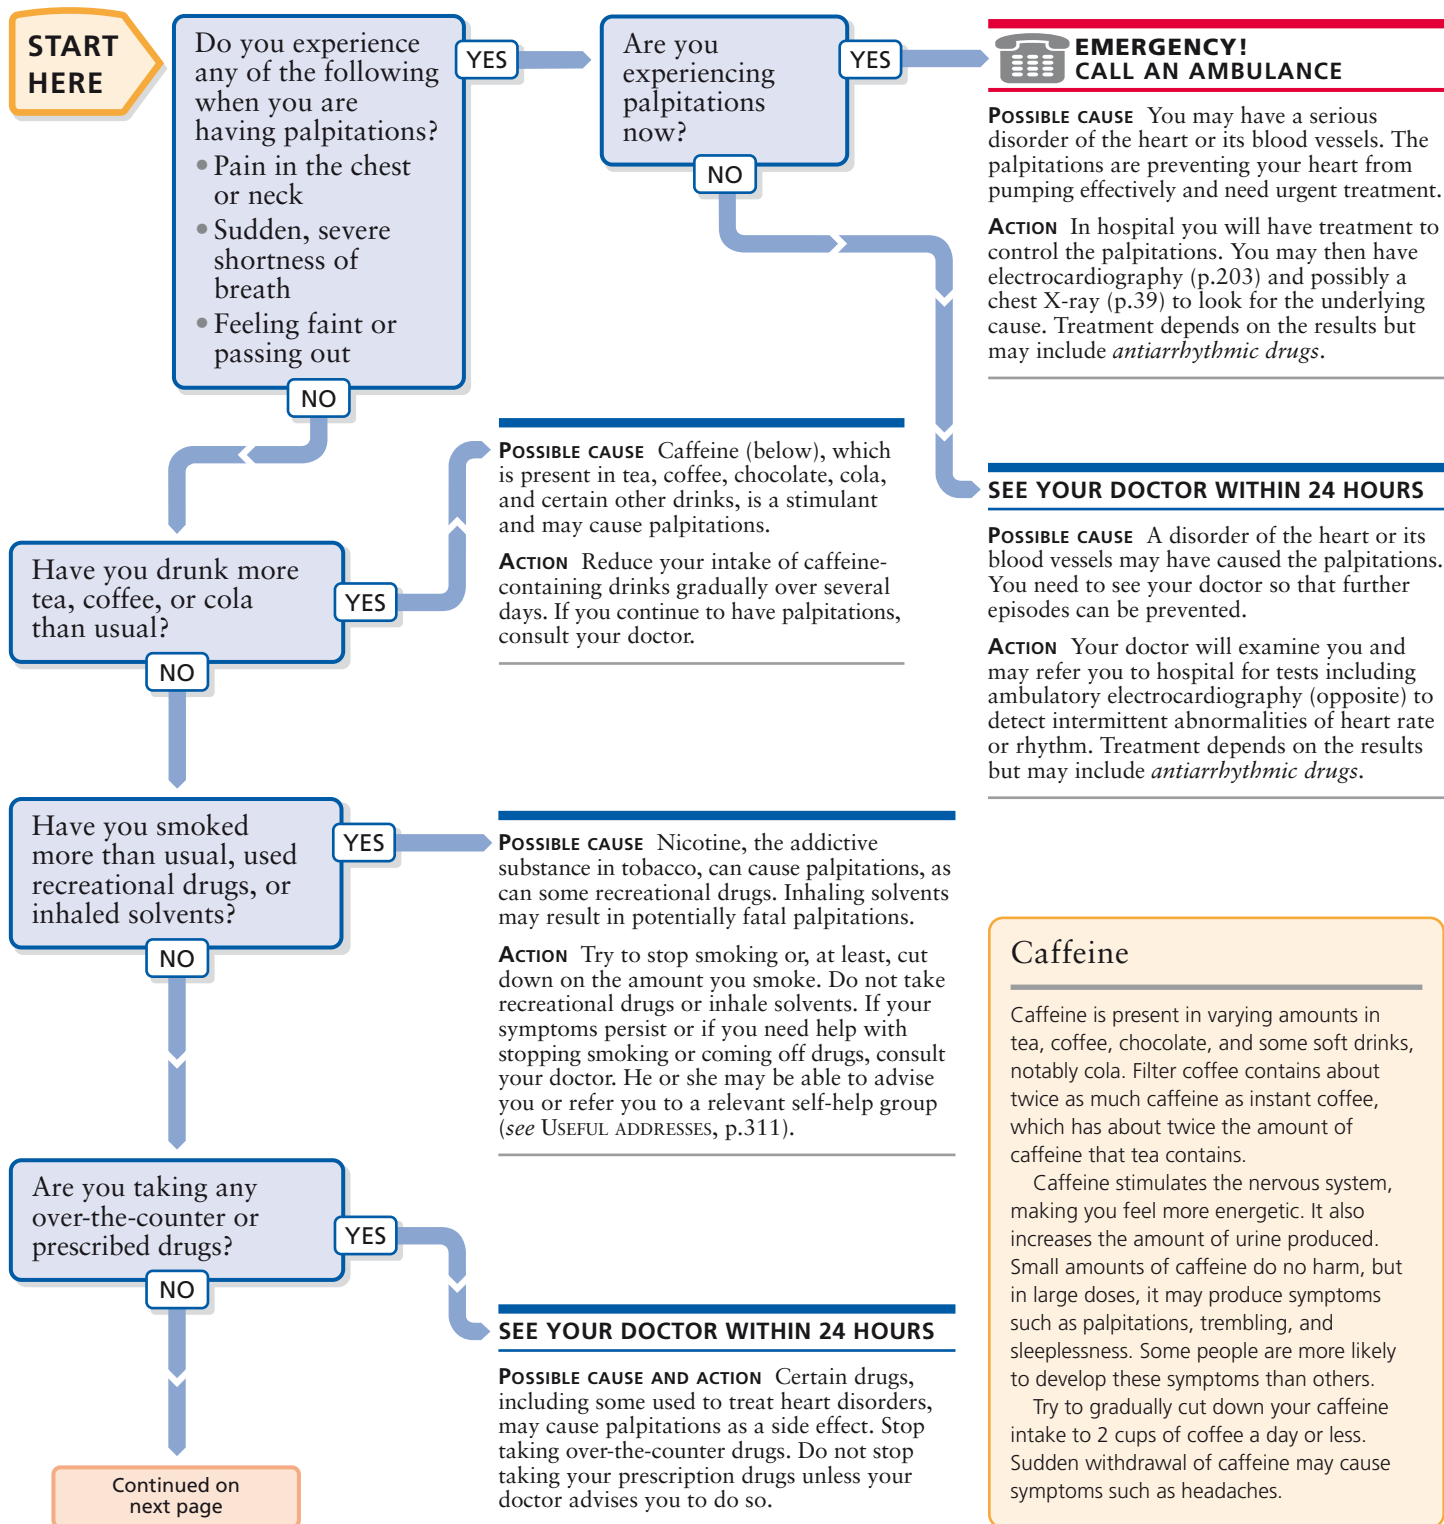 START
HERE
Do you experience
any of the following
when you are
having palpitations?
• Pain in the chest
or neck
• Sudden, severe
shortness of
breath
• Feeling faint or
passing out
YES
NO
Are you
experiencing
palpitations
now?
YES
NO
EMERGENCY!
CALL AN AMBULANCE
POSSIBLE CAUSE You may have a serious
disorder of the heart or its blood vessels. The
palpitations are preventing your heart from
pumping effectively and need urgent treatment.
ACTION In hospital you will have treatment to
control the palpitations. You may then have
electrocardiography (p.203) and possibly a
chest X-ray (p.39) to look for the underlying
cause. Treatment depends on the results but
may include antiarrhythmic drugs.
SEE YOUR DOCTOR WITHIN 24 HOURS
POSSIBLE CAUSE A disorder of the heart or its
blood vessels may have caused the palpitations.
You need to see your doctor so that further
episodes can be prevented.
ACTION Your doctor will examine you and
may refer you to hospital for tests including
ambulatory electrocardiography (opposite) to
detect intermittent abnormalities of heart rate
or rhythm. Treatment depends on the results
but may include antiarrhythmic drugs.
Have you drunk more
tea, coffee, or cola
than usual?
YES
NO
POSSIBLE CAUSE Caffeine (below), which
is present in tea, coffee, chocolate, cola,
and certain other drinks, is a stimulant
and may cause palpitations.
ACTION Reduce your intake of caffeine-
containing drinks gradually over several
days. If you continue to have palpitations,
consult your doctor.
Have you smoked
more than usual, used
recreational drugs, or
inhaled solvents?
YES
NO
POSSIBLE CAUSE Nicotine, the addictive
substance in tobacco, can cause palpitations, as
can some recreational drugs. Inhaling solvents
may result in potentially fatal palpitations.
ACTION Try to stop smoking or, at least, cut
down on the amount you smoke. Do not take
recreational drugs or inhale solvents. If your
symptoms persist or if you need help with
stopping smoking or coming off drugs, consult
your doctor. He or she may be able to advise
you or refer you to a relevant self-help group
(see USEFUL ADDRESSES, p.311).
Are you taking any
over-the-counter or
prescribed drugs?
YES
NO
SEE YOUR DOCTOR WITHIN 24 HOURS
POSSIBLE CAUSE AND ACTION Certain drugs,
including some used to treat heart disorders,
may cause palpitations as a side effect. Stop
taking over-the-counter drugs. Do not stop
taking your prescription drugs unless your
doctor advises you to do so.
Continued on
next page
Caffeine
Caffeine is present in varying amounts in
tea, coffee, chocolate, and some soft drinks,
notably cola. Filter coffee contains about
twice as much caffeine as instant coffee,
which has about twice the amount of
caffeine that tea contains.
Caffeine stimulates the nervous system,
making you feel more energetic. It also
increases the amount of urine produced.
Small amounts of caffeine do no harm, but
in large doses, it may produce symptoms
such as palpitations, trembling, and
sleeplessness. Some people are more likely
to develop these symptoms than others.
Try to gradually cut down your caffeine
intake to 2 cups of coffee a day or less.
Sudden withdrawal of caffeine may cause
symptoms such as headaches.